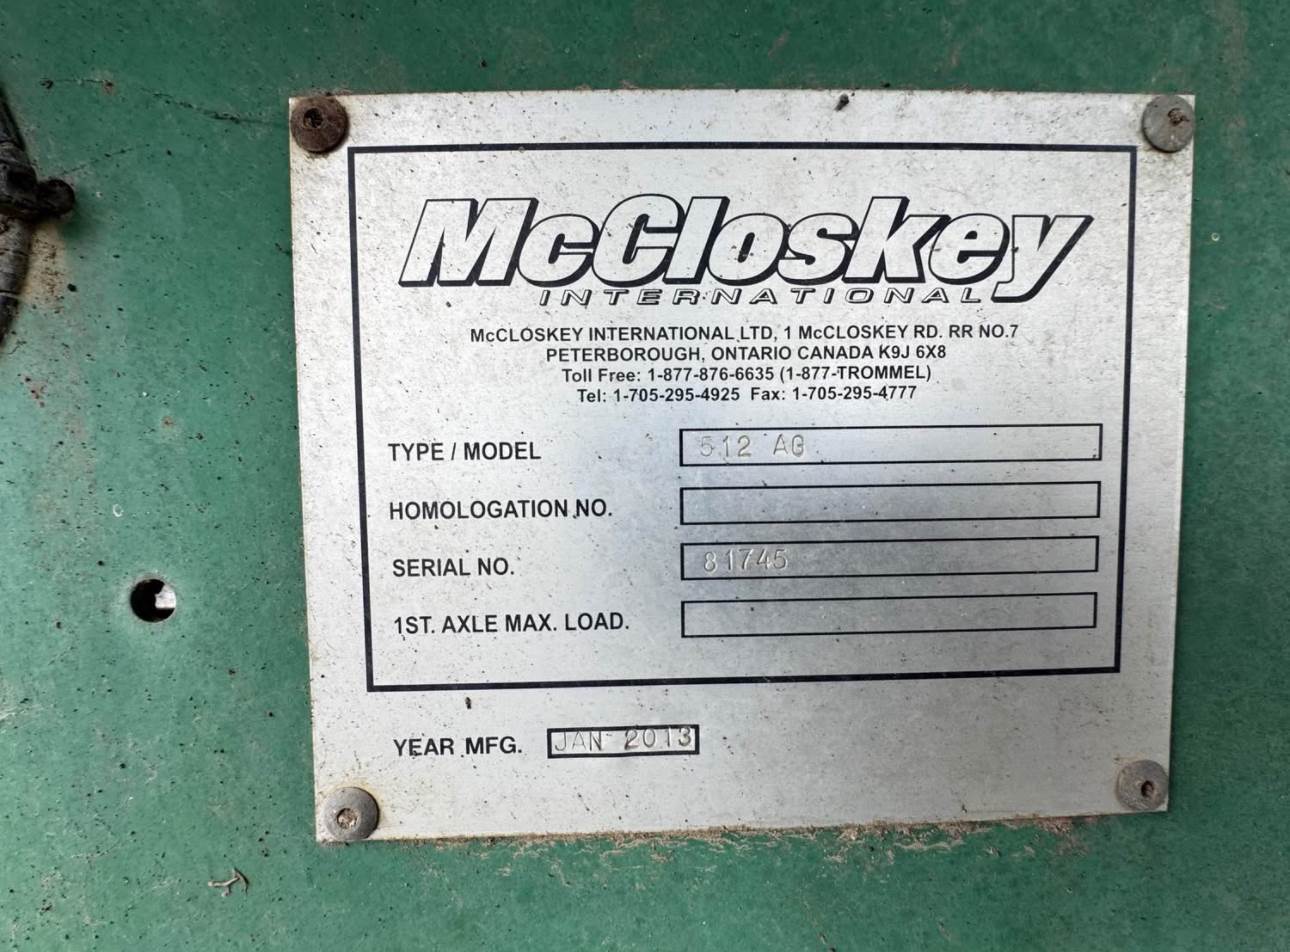 McCloskey
INTERNATIONAL
McCLOSKEY INTERNATIONAL LTD, 1 McCLOSKEY RD. RR NO.7
PETERBOROUGH, ONTARIO CANADA K9J 6X8
Toll Free: 1-877-876-6635 (1-877-TROMMEL)
Tel: 1-705-295-4925 Fax: 1-705-295-4777
TYPE / MODEL 512 AG
HOMOLOGATION NO.
SERIAL NO. 81745
1ST. AXLE MAX. LOAD.
YEAR MFG. JAN 2013